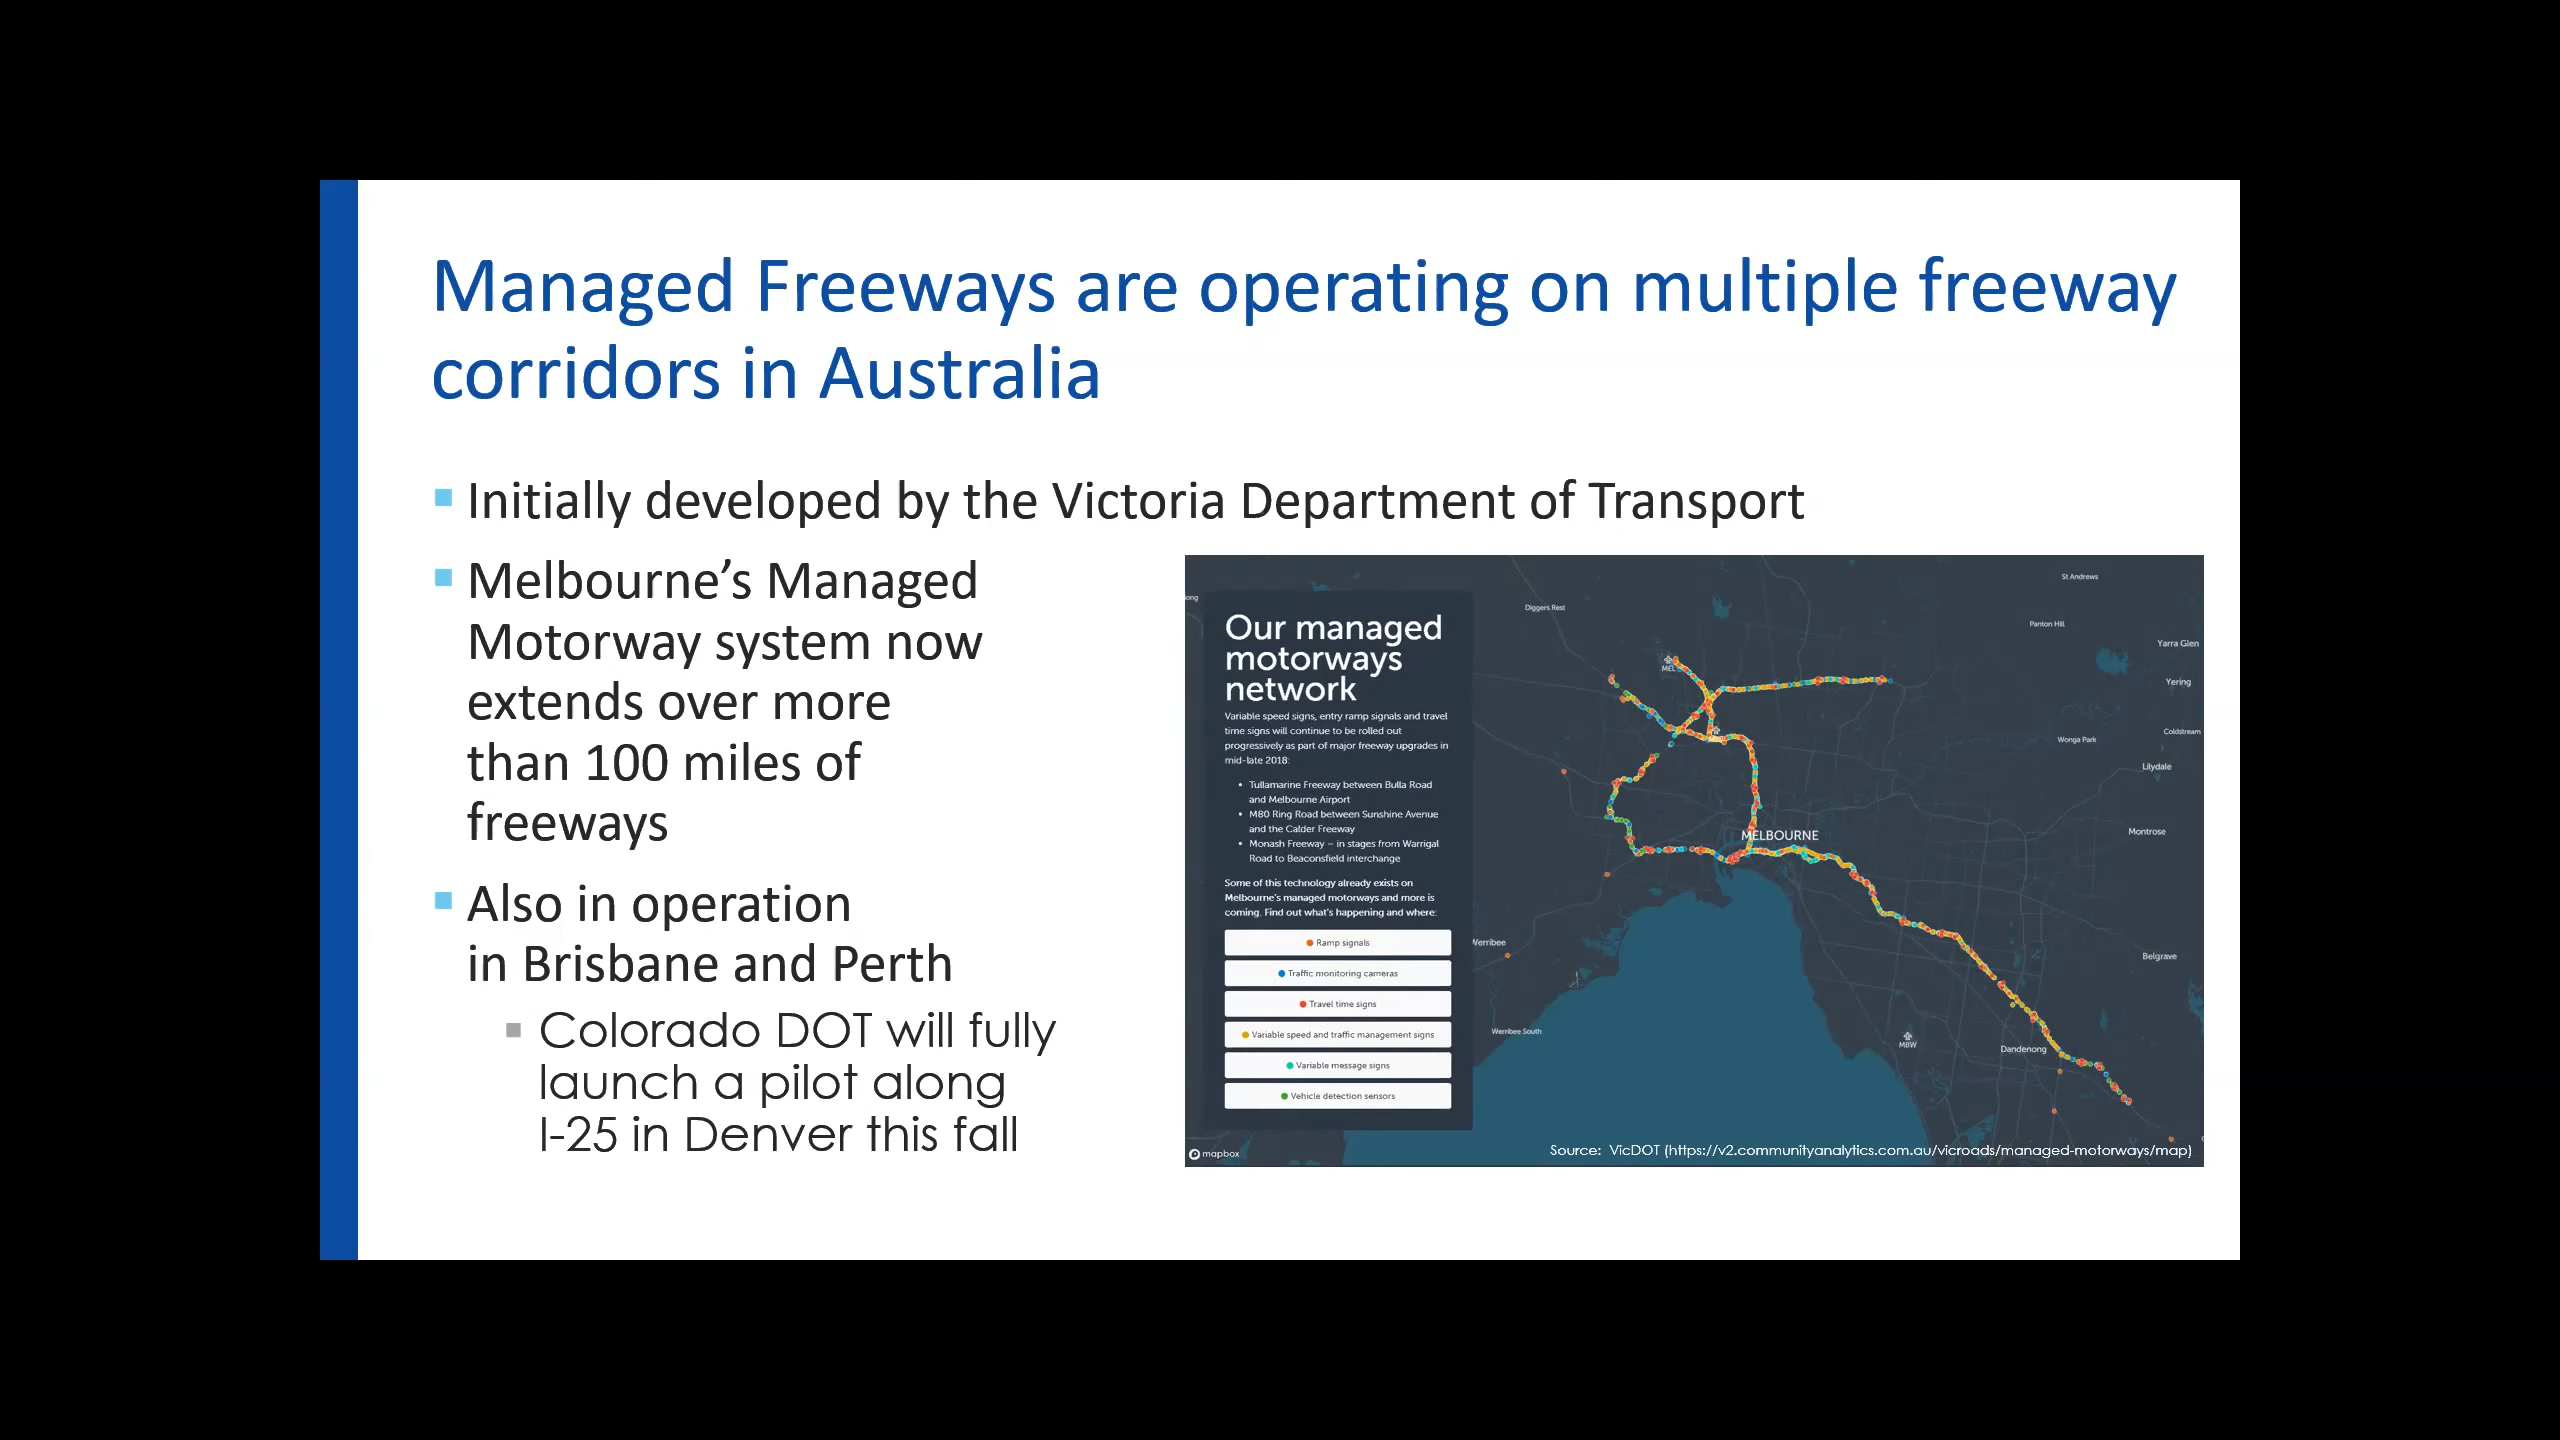 Managed Freeways are operating on multiple freeway
corridors in Australia
Initially developed by the Victoria Department of Transport
Melbourne’s Managed
Motorway system now
extends over more
than 100 miles of
freeways
Also in operation
in Brisbane and Perth
Colorado DOT will fully
launch a pilot along
I-25 in Denver this fall
Our managed
motorways
network
Variable speed signs, entry ramp signals and travel
time signs will continue to be rolled out
progressively as part of major freeway upgrades in
mid-late 2018:
• Tullamarine Freeway between Bulla Road
and Melbourne Airport
• M80 Ring Road between Sunshine Avenue
and the Calder Freeway
• Monash Freeway – in stages from Warrigal
Road to Beaconsfield interchange
Some of this technology already exists on
Melbourne's managed motorways and more is
coming. Find out what's happening and where:
Ramp signals
Traffic monitoring cameras
Travel time signs
Variable speed and traffic management signs
Variable message signs
Vehicle detection sensors
mapbox
ong
Diggers Rest
St Andrews
Panton Hill
Yarra Glen
MEL
Yering
Coldstream
Wonga Park
Lilydale
MELBOURNE
Montrose
Werribee
Belgrave
Werribee South
MBW
Dandenong
Source: VicDOT (https://v2.communityanalytics.com.au/vicroads/managed-motorways/map)